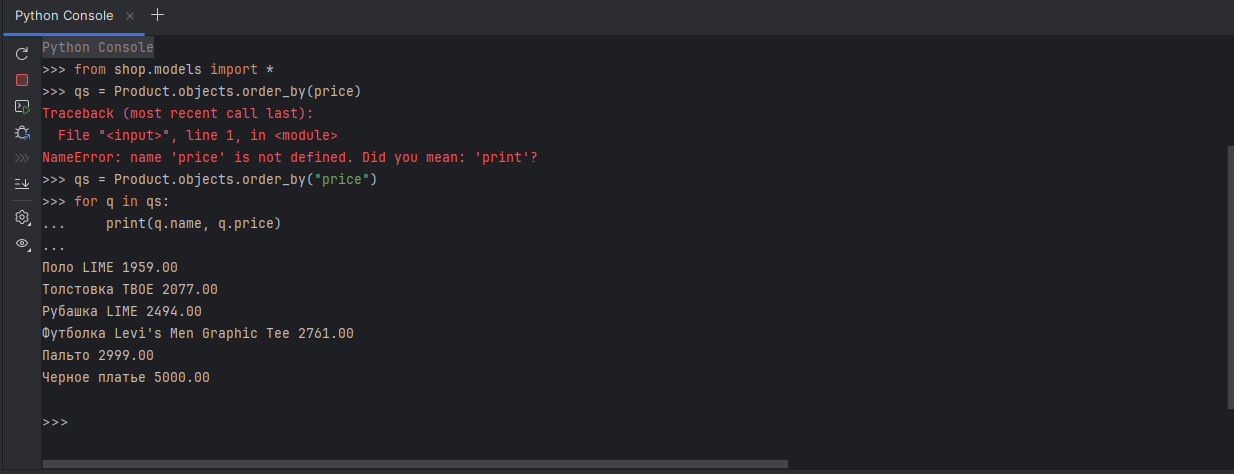 Python Console
Python Console
>>> from shop.models import *
>>> qs = Product.objects.order_by(price)
Traceback (most recent call last):
  File "<input>", line 1, in <module>
NameError: name 'price' is not defined. Did you mean: 'print'?
>>> qs = Product.objects.order_by("price")
>>> for q in qs:
...     print(q.name, q.price)
...
Поло LIME 1959.00
Толстовка ТВОЕ 2077.00
Рубашка LIME 2494.00
Футболка Levi's Men Graphic Tee 2761.00
Пальто 2999.00
Черное платье 5000.00
>>>